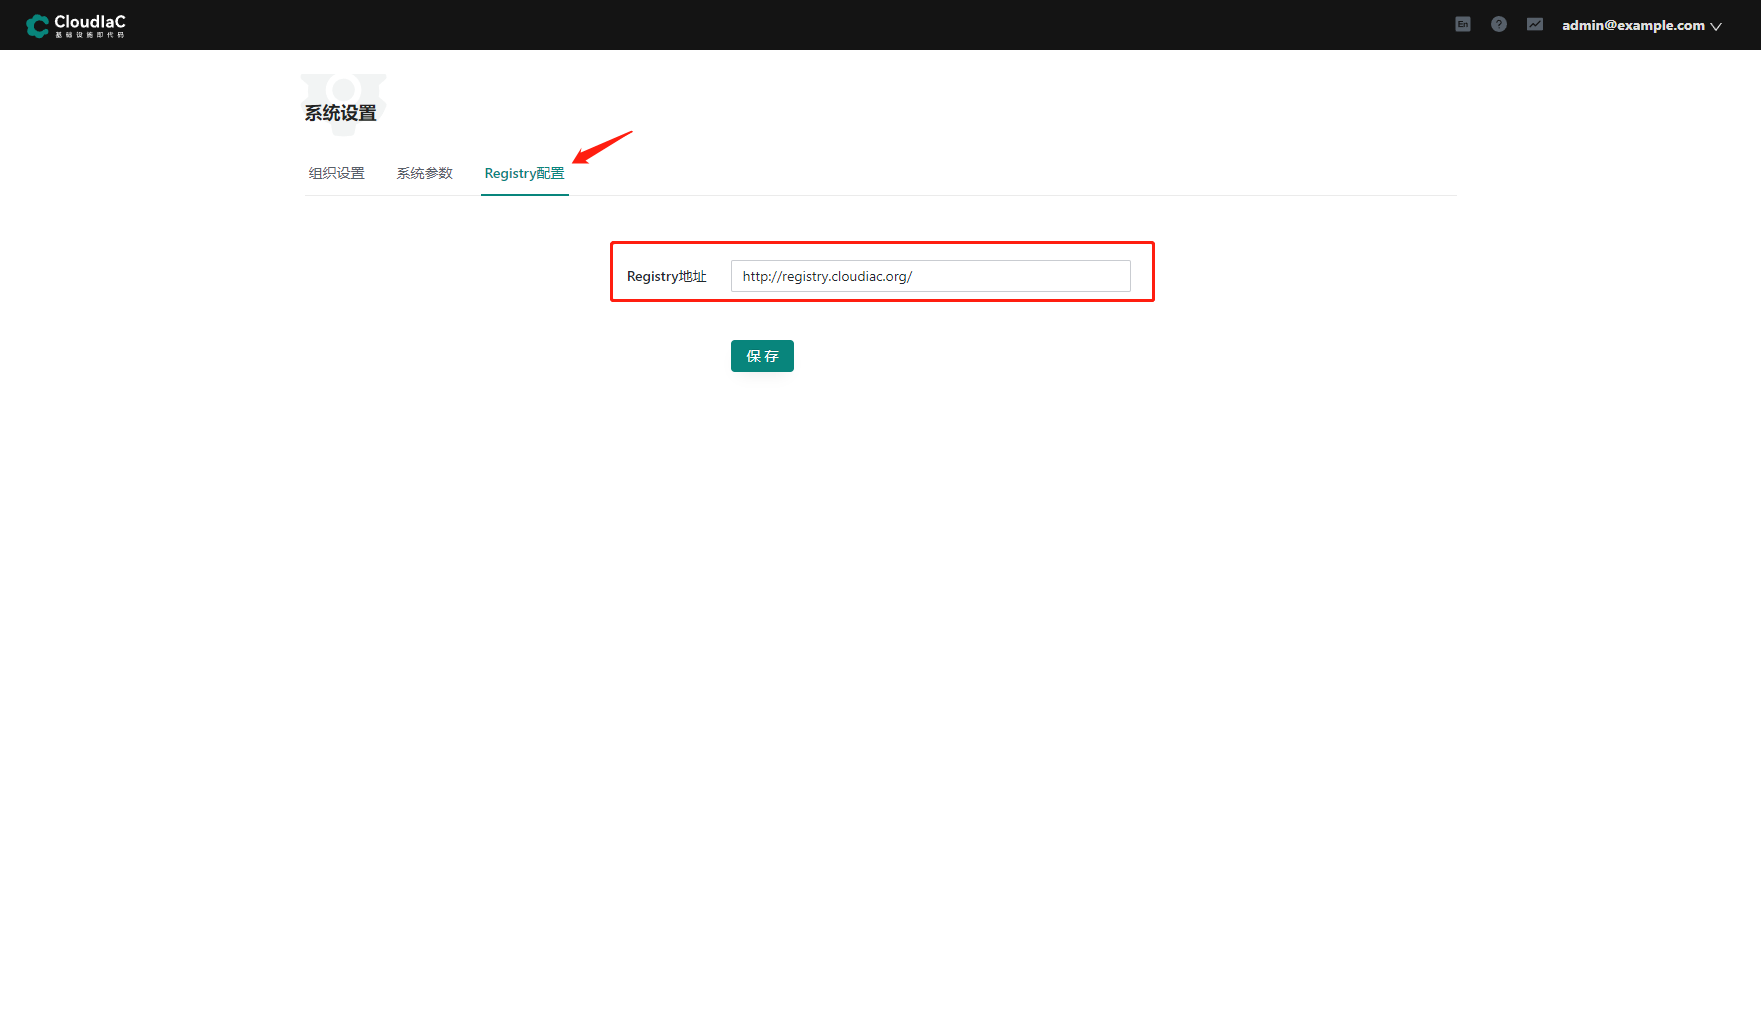 CloudIaC
基础设施即代码
En
?
admin@example.com
系统设置
组织设置
系统参数
Registry配置
Registry地址
http://registry.cloudiac.org/
保存